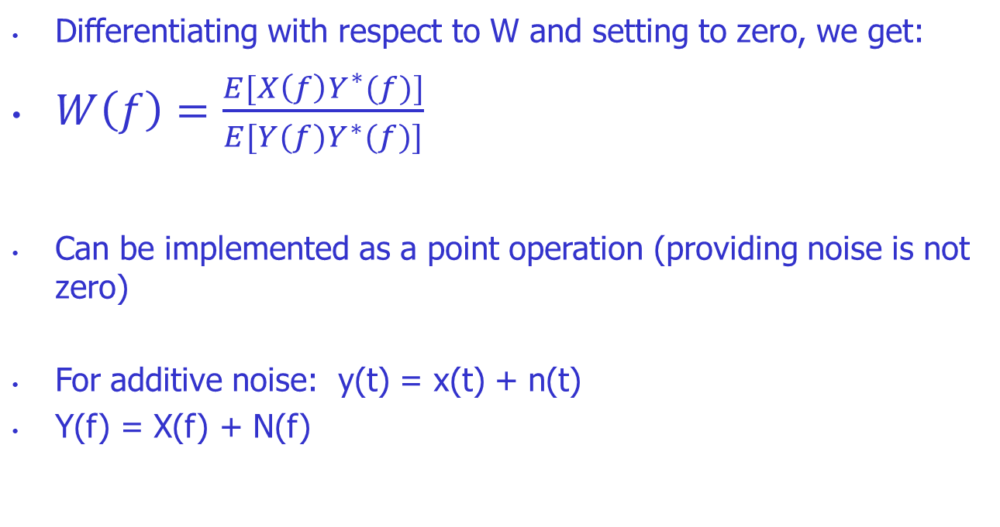 • Differentiating with respect to W and setting to zero, we get:
• W(f) = E[X(f)Y*(f)] / E[Y(f)Y*(f)]
• Can be implemented as a point operation (providing noise is not
zero)
• For additive noise: y(t) = x(t) + n(t)
• Y(f) = X(f) + N(f)